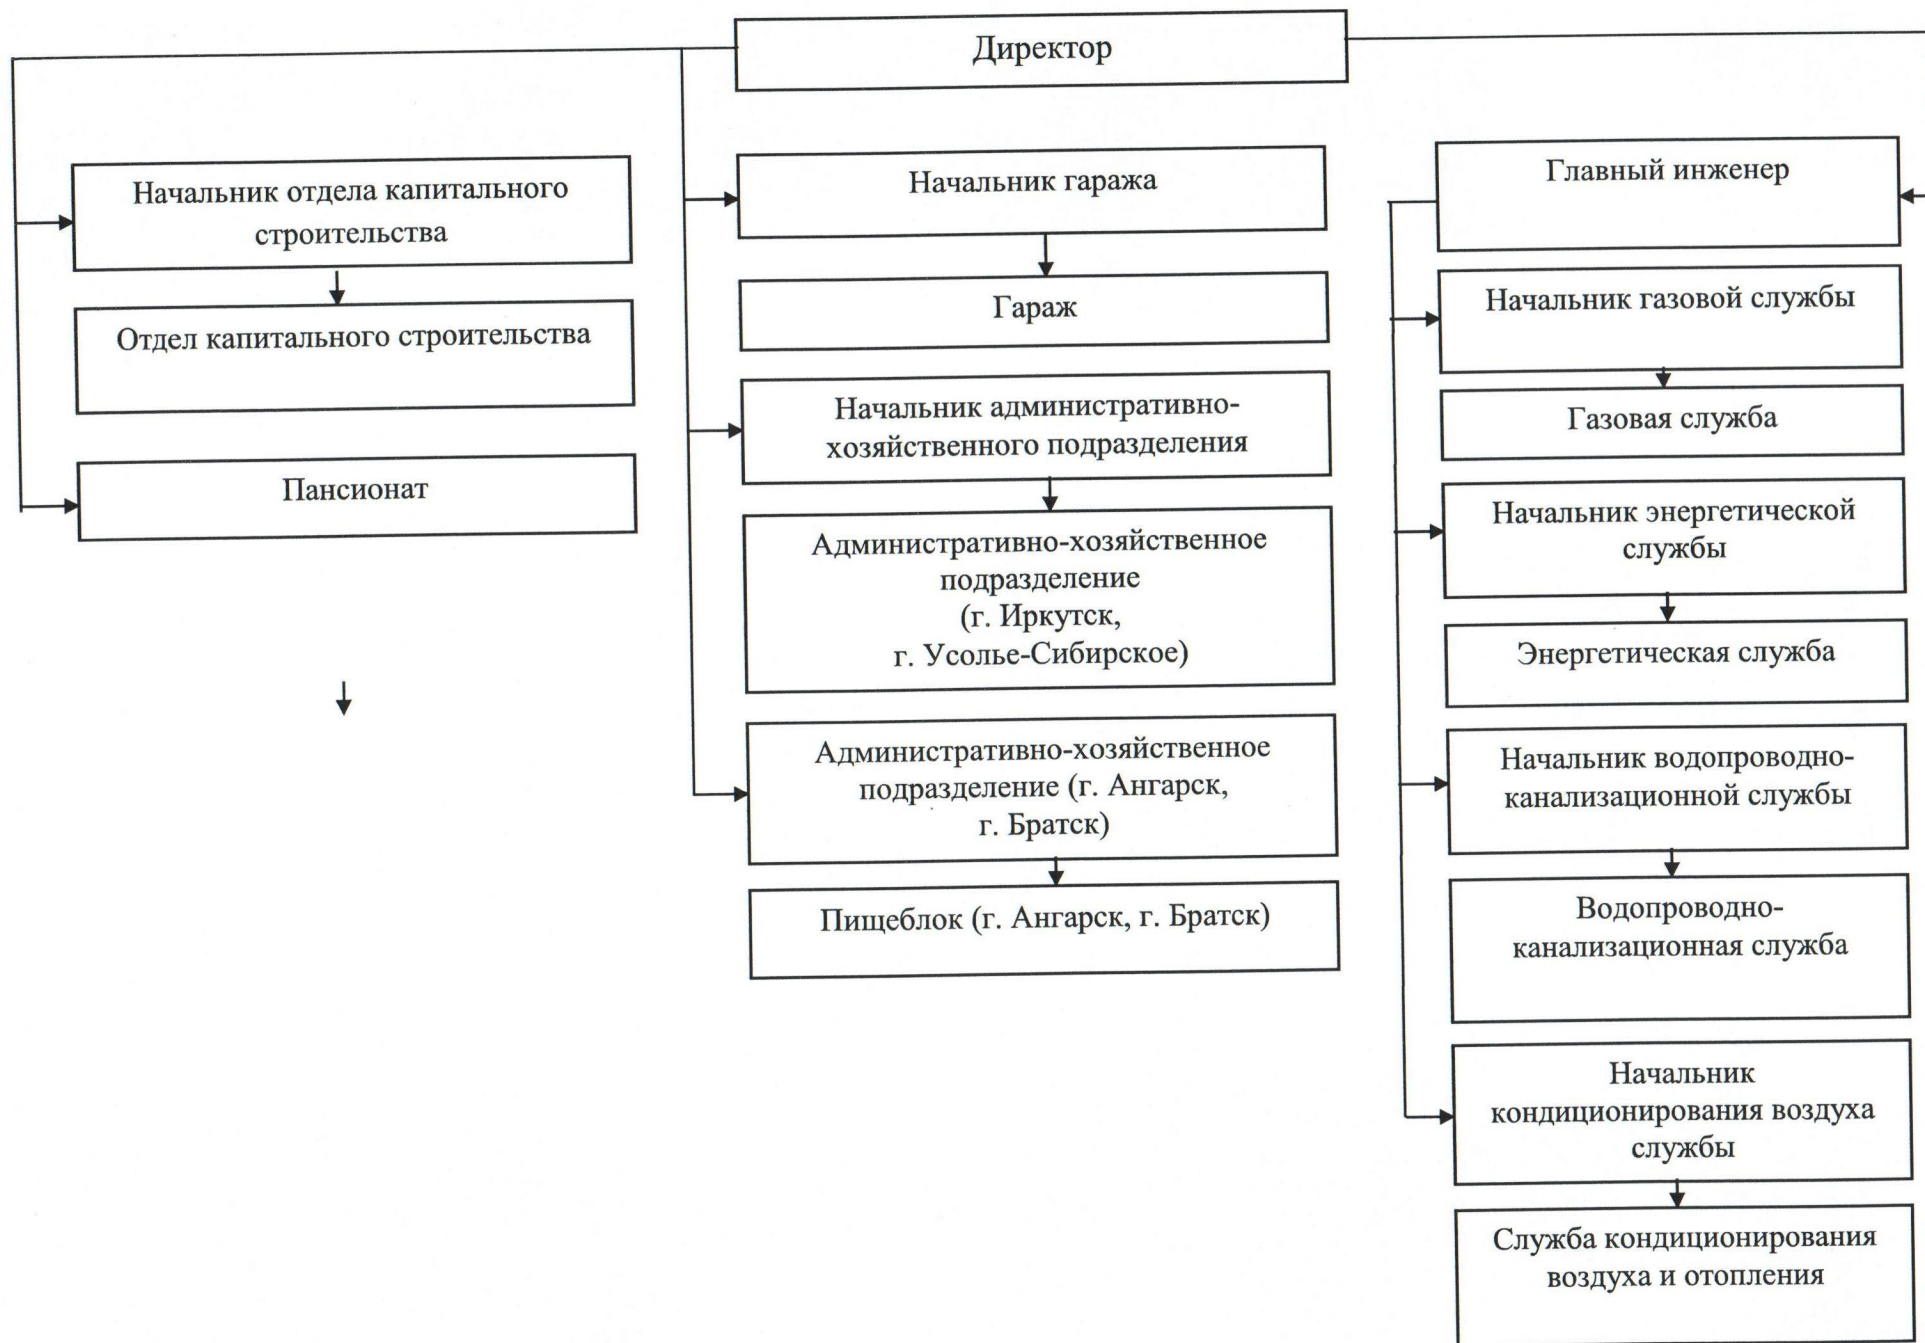 Директор
Начальник отдела капитального
строительства
Отдел капитального строительства
Пансионат
Начальник гаража
Гараж
Начальник административно-
хозяйственного подразделения
Административно-хозяйственное
подразделение
(г. Иркутск,
г. Усолье-Сибирское)
Административно-хозяйственное
подразделение (г. Ангарск,
г. Братск)
Пищеблок (г. Ангарск, г. Братск)
Главный инженер
Начальник газовой службы
Газовая служба
Начальник энергетической
службы
Энергетическая служба
Начальник водопроводно-
канализационной службы
Водопроводно-
канализационная служба
Начальник
кондиционирования воздуха
службы
Служба кондиционирования
воздуха и отопления